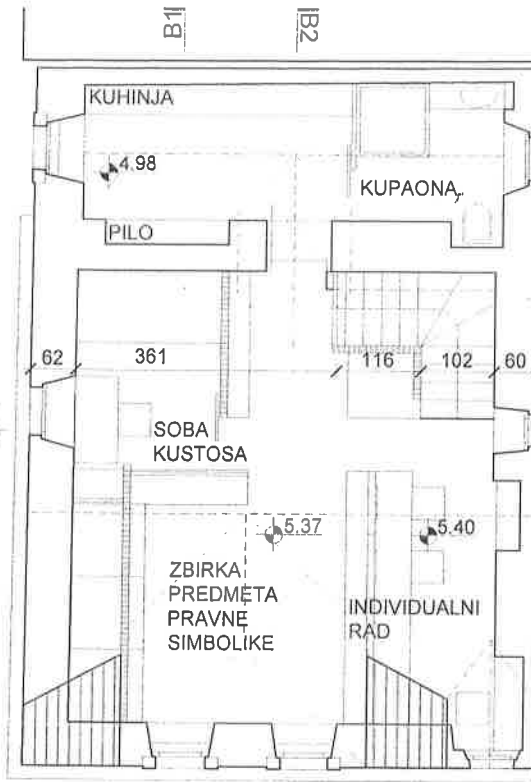 B1
B2
KUHINJA
4.98
KUPAONA
PILO
62
361
116
102
60
SOBA
KUSTOSA
5.37
5.40
ZBIRKA
PREDMETA
PRAVNE
SIMBOLIKE
INDIVIDUALNI
RAD